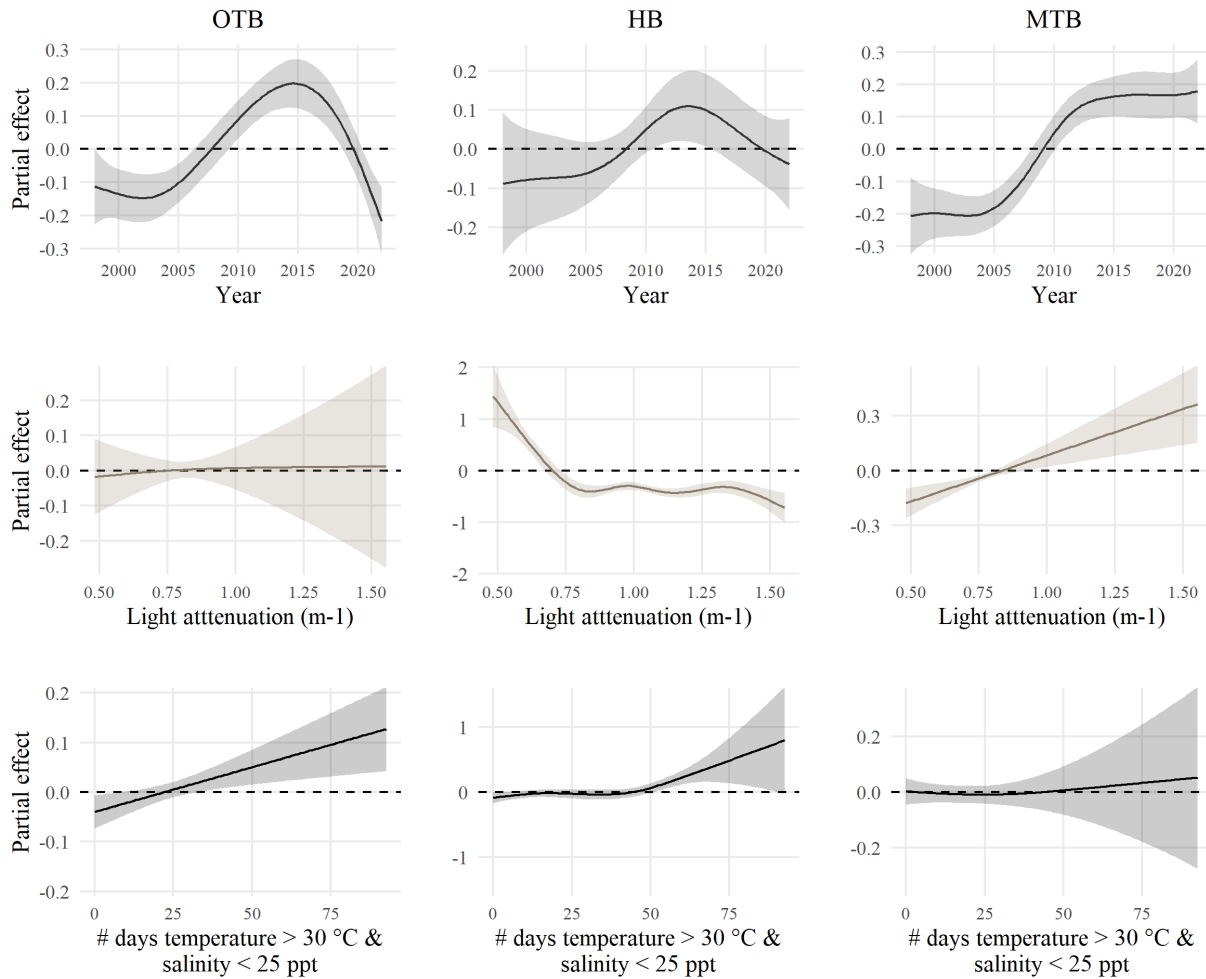 OTB
HB
MTB
Partial effect
0.3
0.2
0.1
0.0
-0.1
-0.2
-0.3
2000 2005 2010 2015 2020
Year
0.2
0.1
0.0
-0.1
-0.2
2000 2005 2010 2015 2020
Year
0.3
0.2
0.1
0.0
-0.1
-0.2
-0.3
2000 2005 2010 2015 2020
Year
Partial effect
0.2
0.1
0.0
-0.1
-0.2
0.50 0.75 1.00 1.25 1.50
Light atttenuation (m-1)
2
1
0
-1
-2
0.50 0.75 1.00 1.25 1.50
Light atttenuation (m-1)
0.3
0.0
-0.3
0.50 0.75 1.00 1.25 1.50
Light atttenuation (m-1)
Partial effect
0.2
0.1
0.0
-0.1
-0.2
0 25 50 75
# days temperature > 30 °C &
salinity < 25 ppt
1
0
-1
0 25 50 75
# days temperature > 30 °C &
salinity < 25 ppt
0.2
0.0
-0.2
0 25 50 75
# days temperature > 30 °C &
salinity < 25 ppt